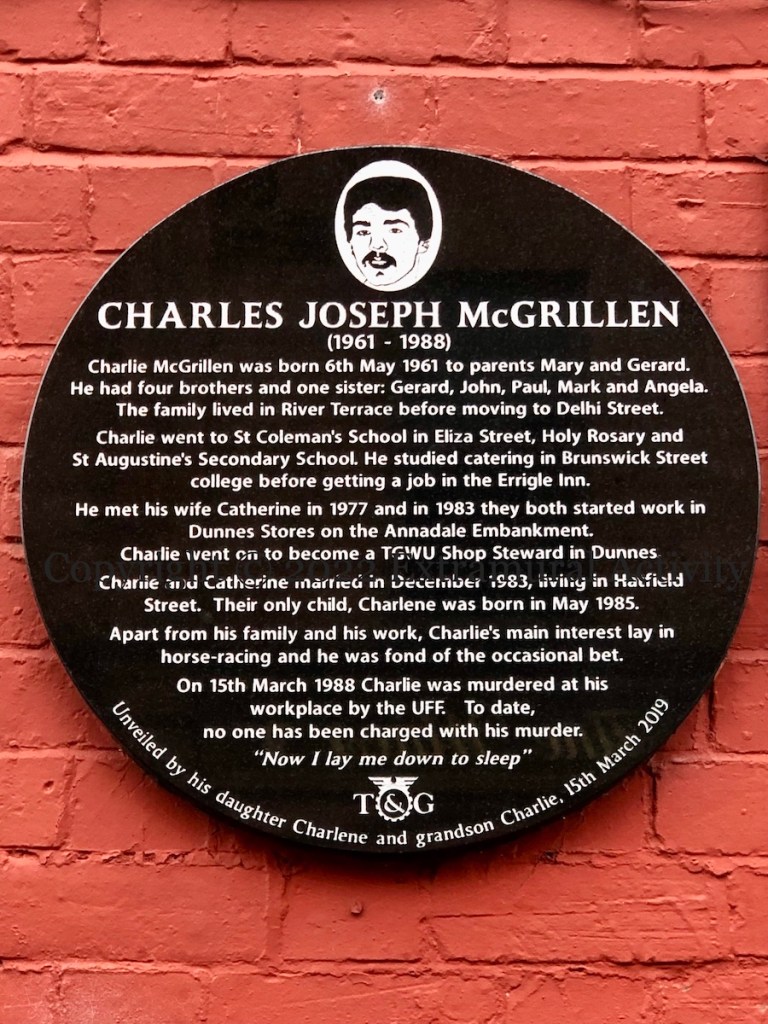 CHARLES JOSEPH McGRILLEN
(1961 - 1988)
Charlie McGrillen was born 6th May 1961 to parents Mary and Gerard.
He had four brothers and one sister: Gerard, John, Paul, Mark and Angela.
The family lived in River Terrace before moving to Delhi Street.
Charlie went to St Coleman's School in Eliza Street, Holy Rosary and
St Augustine's Secondary School. He studied catering in Brunswick Street
college before getting a job in the Errigle Inn.
He met his wife Catherine in 1977 and in 1983 they both started work in
Dunnes Stores on the Annadale Embankment.
Charlie went on to become a TGWU Shop Steward in Dunnes
Copyright (c) 2022 Extramural Activity
Charlie and Catherine married in December 1983, living in Hatfield
Street. Their only child, Charlene was born in May 1985.
Apart from his family and his work, Charlie's main interest lay in
horse-racing and he was fond of the occasional bet.
On 15th March 1988 Charlie was murdered at his
workplace by the UFF. To date,
no one has been charged with his murder.
"Now I lay me down to sleep"
T&G
Unveiled by his daughter Charlene and grandson Charlie, 15th March 2019